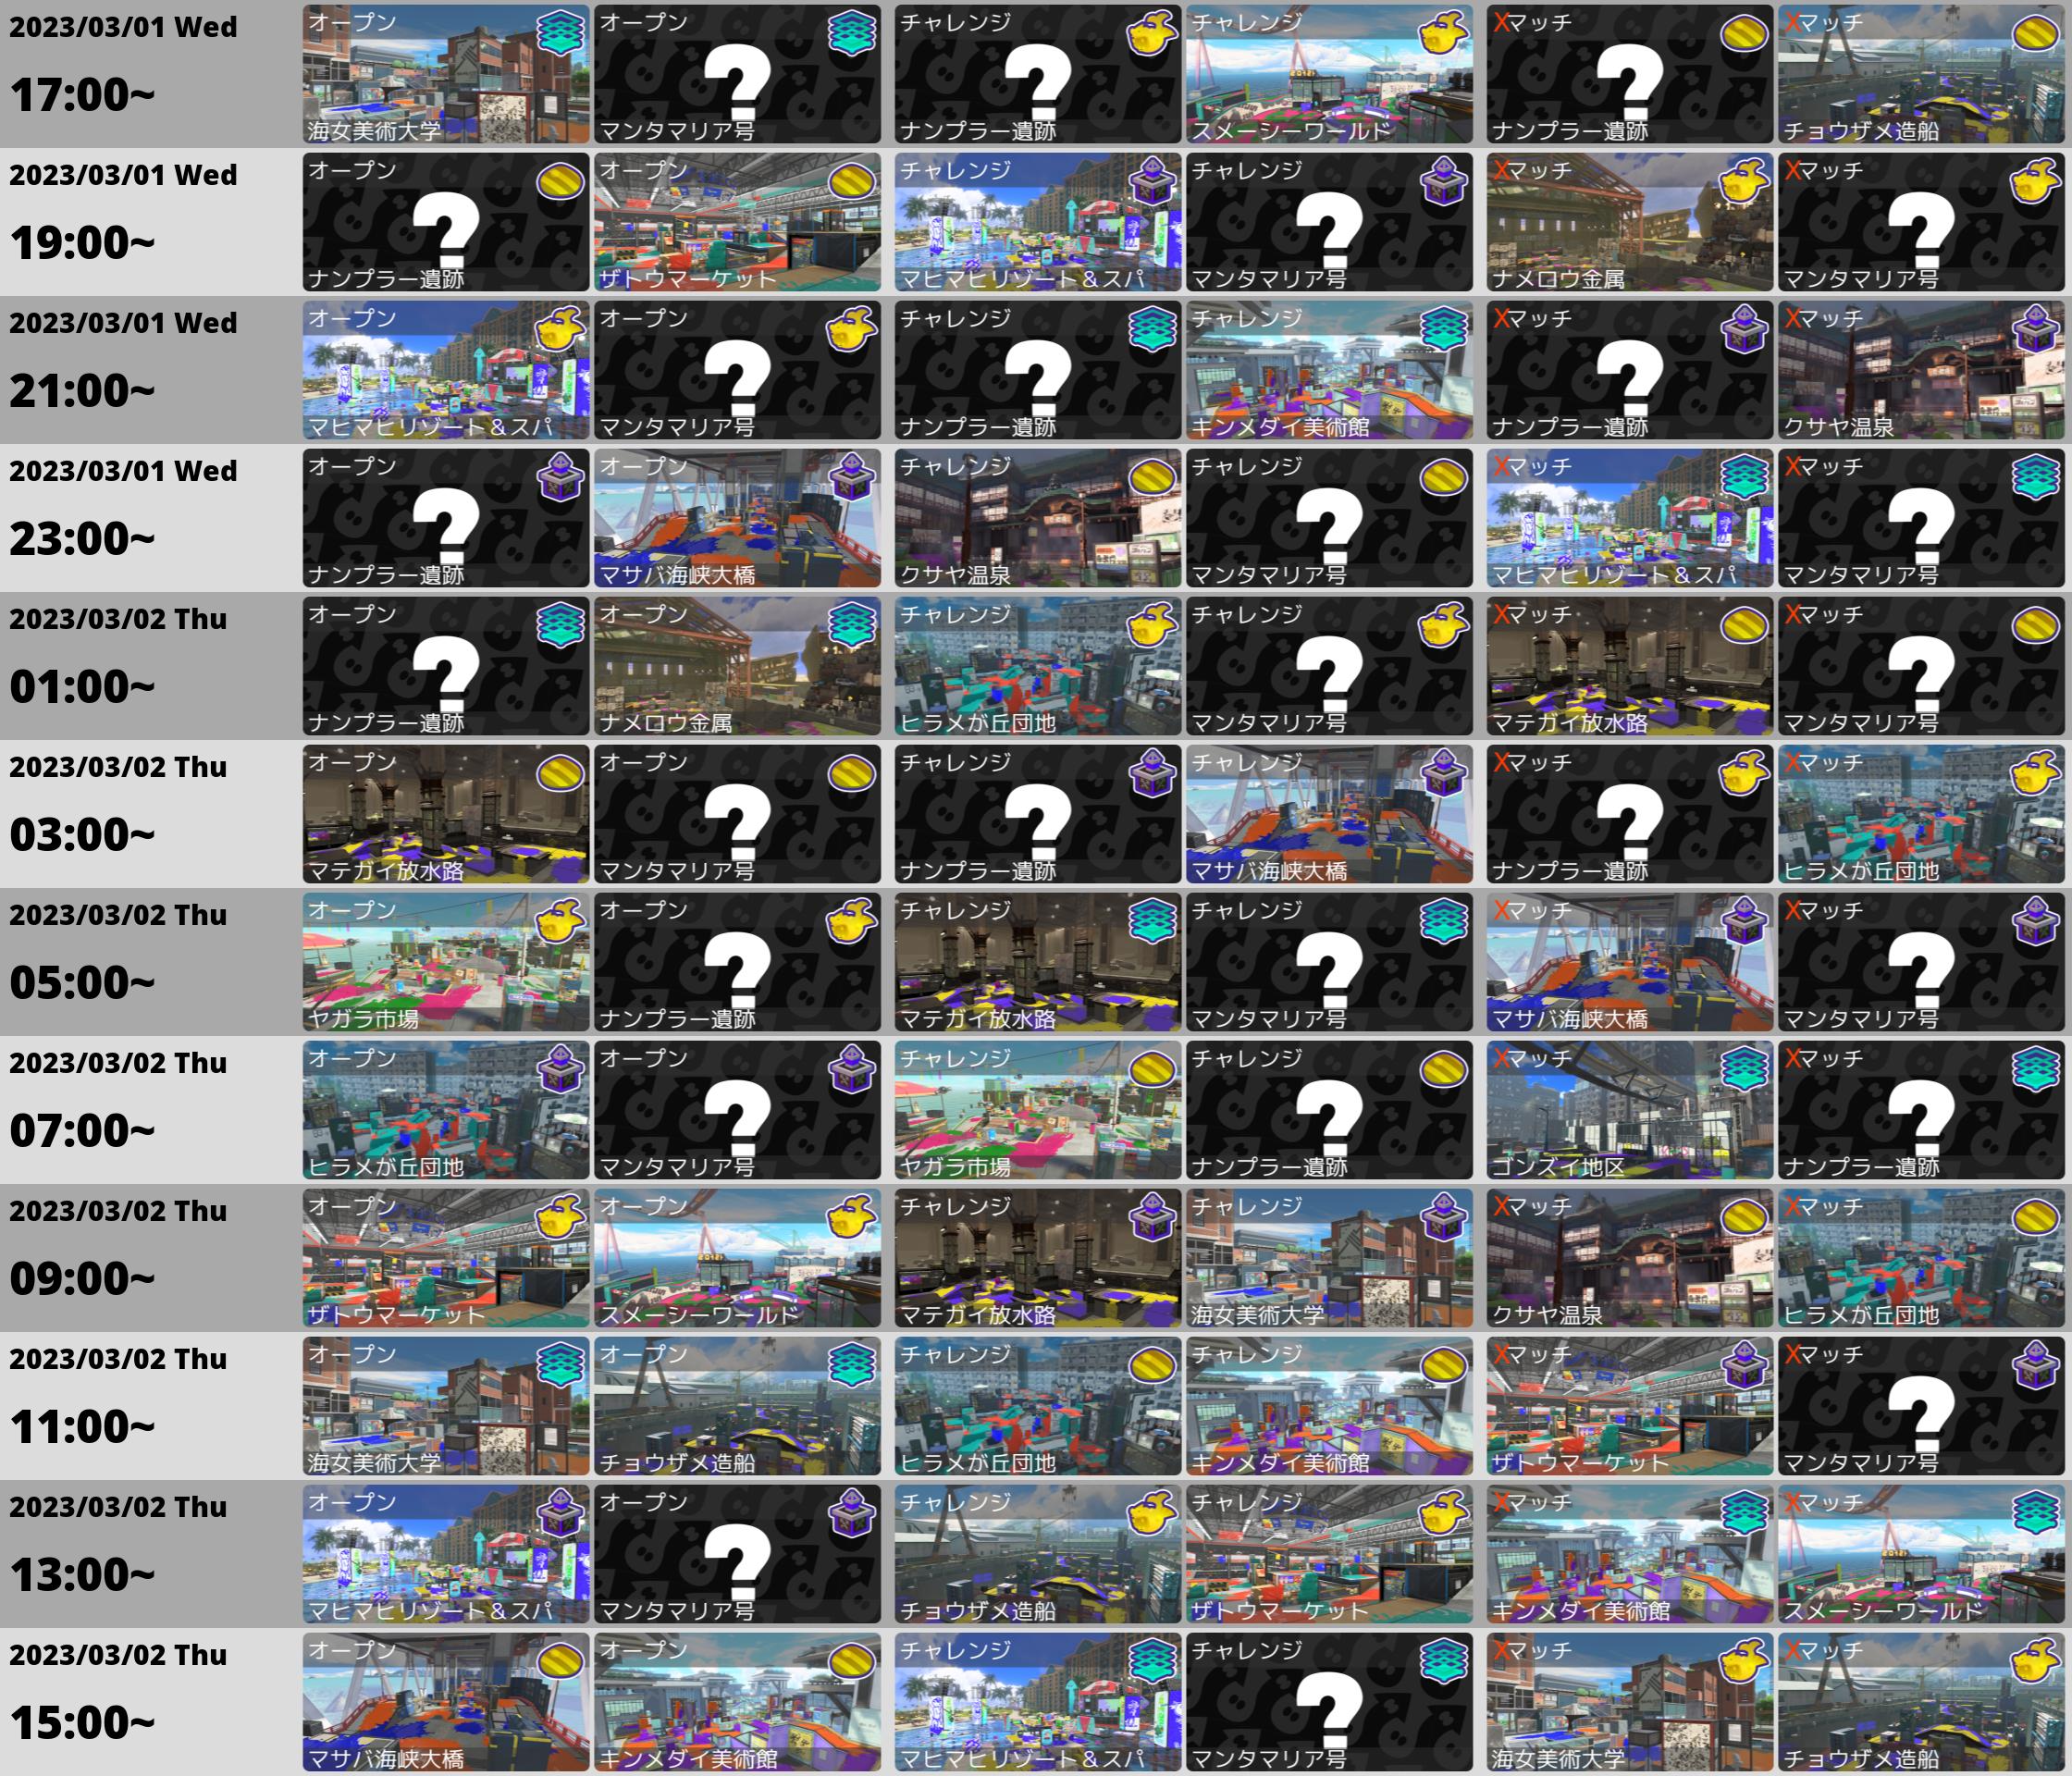 2023/03/01 Wed
17:00~
オープン
海女美術大学
オープン
マンタマリア号
チャレンジ
ナンプラー遺跡
チャレンジ
スメーシーワールド
Xマッチ
ナンプラー遺跡
Xマッチ
チョウザメ造船
2023/03/01 Wed
19:00~
オープン
ナンプラー遺跡
オープン
ザトウマーケット
チャレンジ
マヒマヒリゾート＆スパ
チャレンジ
マンタマリア号
Xマッチ
ナメロウ金属
Xマッチ
マンタマリア号
2023/03/01 Wed
21:00~
オープン
マヒマヒリゾート＆スパ
オープン
マンタマリア号
チャレンジ
ナンプラー遺跡
チャレンジ
キンメダイ美術館
Xマッチ
ナンプラー遺跡
Xマッチ
クサヤ温泉
2023/03/01 Wed
23:00~
オープン
ナンプラー遺跡
オープン
マサバ海峡大橋
チャレンジ
クサヤ温泉
チャレンジ
マンタマリア号
Xマッチ
マヒマヒリゾート＆スパ
Xマッチ
マンタマリア号
2023/03/02 Thu
01:00~
オープン
ナンプラー遺跡
オープン
ナメロウ金属
チャレンジ
ヒラメが丘団地
チャレンジ
マンタマリア号
Xマッチ
マテガイ放水路
Xマッチ
マンタマリア号
2023/03/02 Thu
03:00~
オープン
マテガイ放水路
オープン
マンタマリア号
チャレンジ
ナンプラー遺跡
チャレンジ
マサバ海峡大橋
Xマッチ
ナンプラー遺跡
Xマッチ
ヒラメが丘団地
2023/03/02 Thu
05:00~
オープン
ヤガラ市場
オープン
ナンプラー遺跡
チャレンジ
マテガイ放水路
チャレンジ
マンタマリア号
Xマッチ
マサバ海峡大橋
Xマッチ
マンタマリア号
2023/03/02 Thu
07:00~
オープン
ヒラメが丘団地
オープン
マンタマリア号
チャレンジ
ヤガラ市場
チャレンジ
ナンプラー遺跡
Xマッチ
ゴンズイ地区
Xマッチ
ナンプラー遺跡
2023/03/02 Thu
09:00~
オープン
ザトウマーケット
オープン
スメーシーワールド
チャレンジ
マテガイ放水路
チャレンジ
海女美術大学
Xマッチ
クサヤ温泉
Xマッチ
ヒラメが丘団地
2023/03/02 Thu
11:00~
オープン
海女美術大学
オープン
チョウザメ造船
チャレンジ
ヒラメが丘団地
チャレンジ
キンメダイ美術館
Xマッチ
ザトウマーケット
Xマッチ
マンタマリア号
2023/03/02 Thu
13:00~
オープン
マヒマヒリゾート＆スパ
オープン
マンタマリア号
チャレンジ
チョウザメ造船
チャレンジ
ザトウマーケット
Xマッチ
キンメダイ美術館
Xマッチ
スメーシーワールド
2023/03/02 Thu
15:00~
オープン
マサバ海峡大橋
オープン
キンメダイ美術館
チャレンジ
マヒマヒリゾート＆スパ
チャレンジ
マンタマリア号
Xマッチ
海女美術大学
Xマッチ
チョウザメ造船